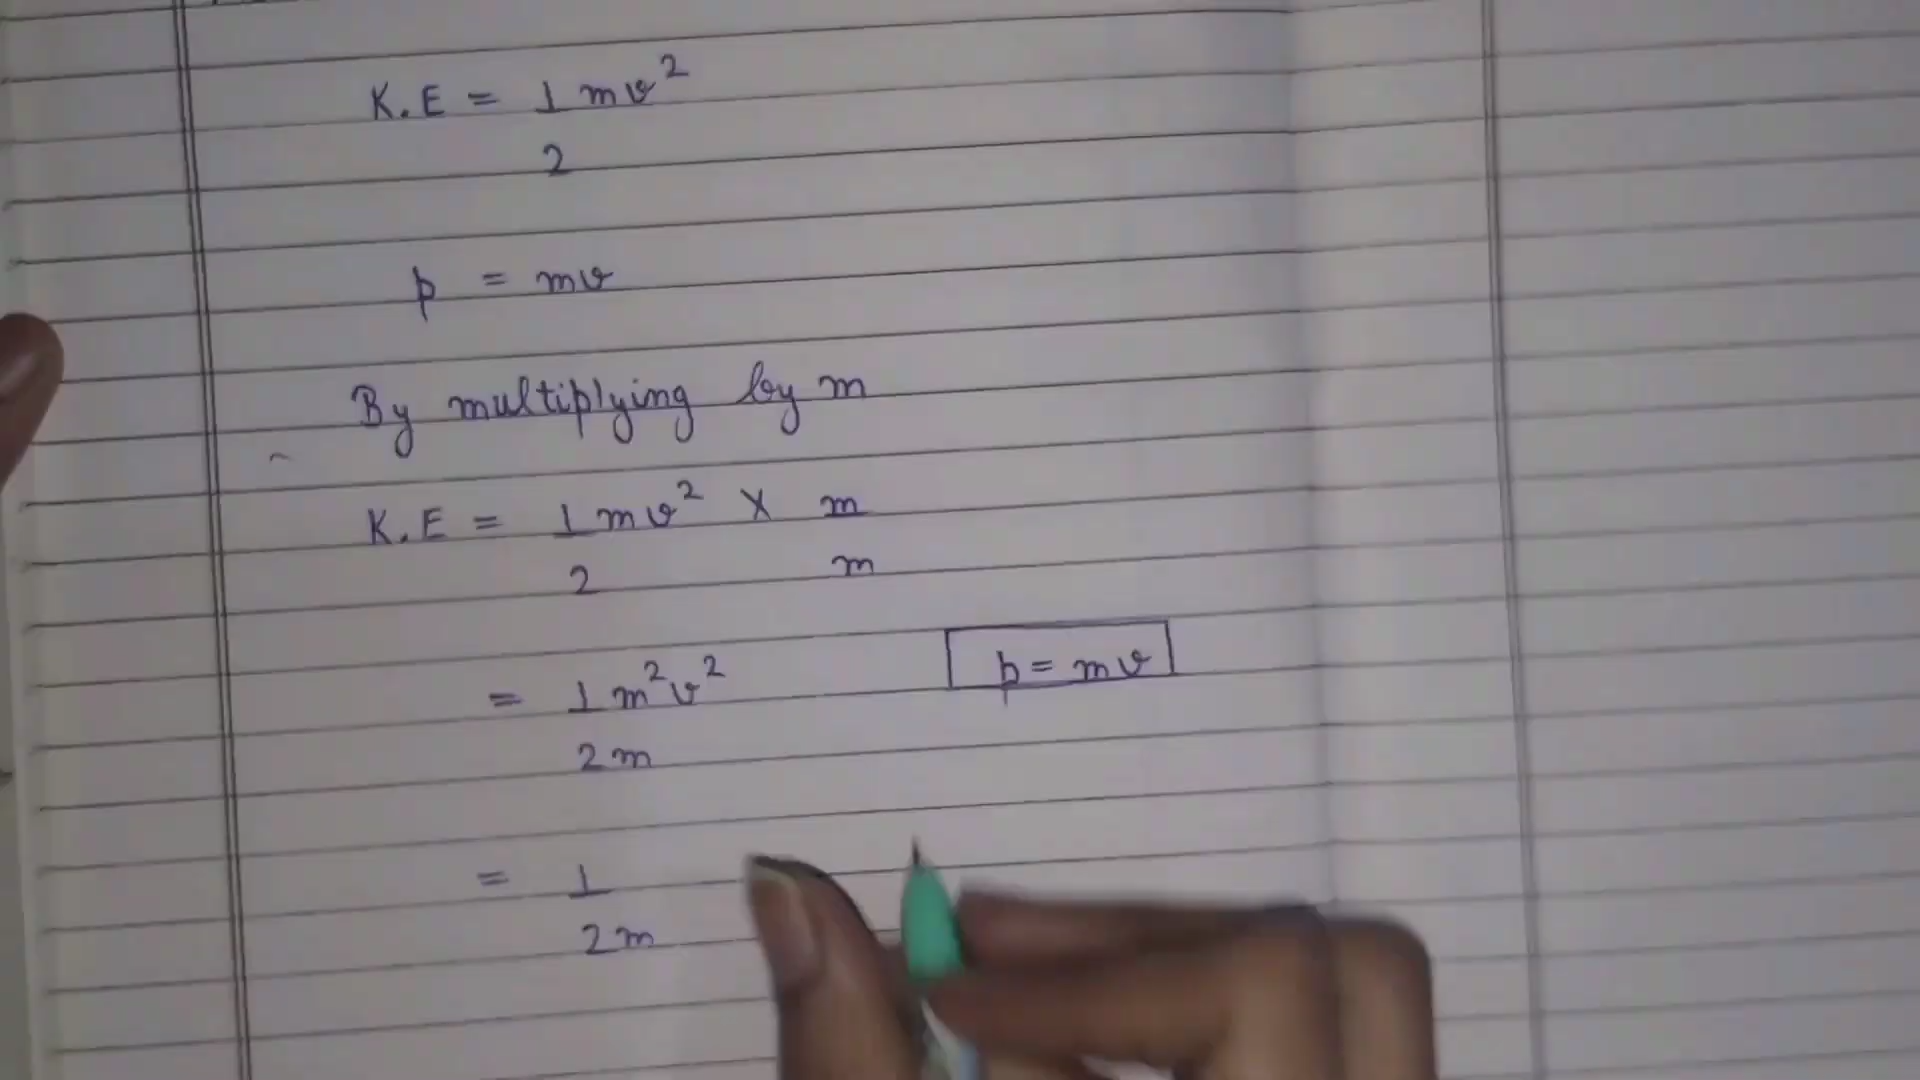 K.E = 1/2 mv²
p = mv
By multiplying by m
K.E = 1/2 mv² X m/m
= 1/2m m²v²
p = mv
= 1/2m